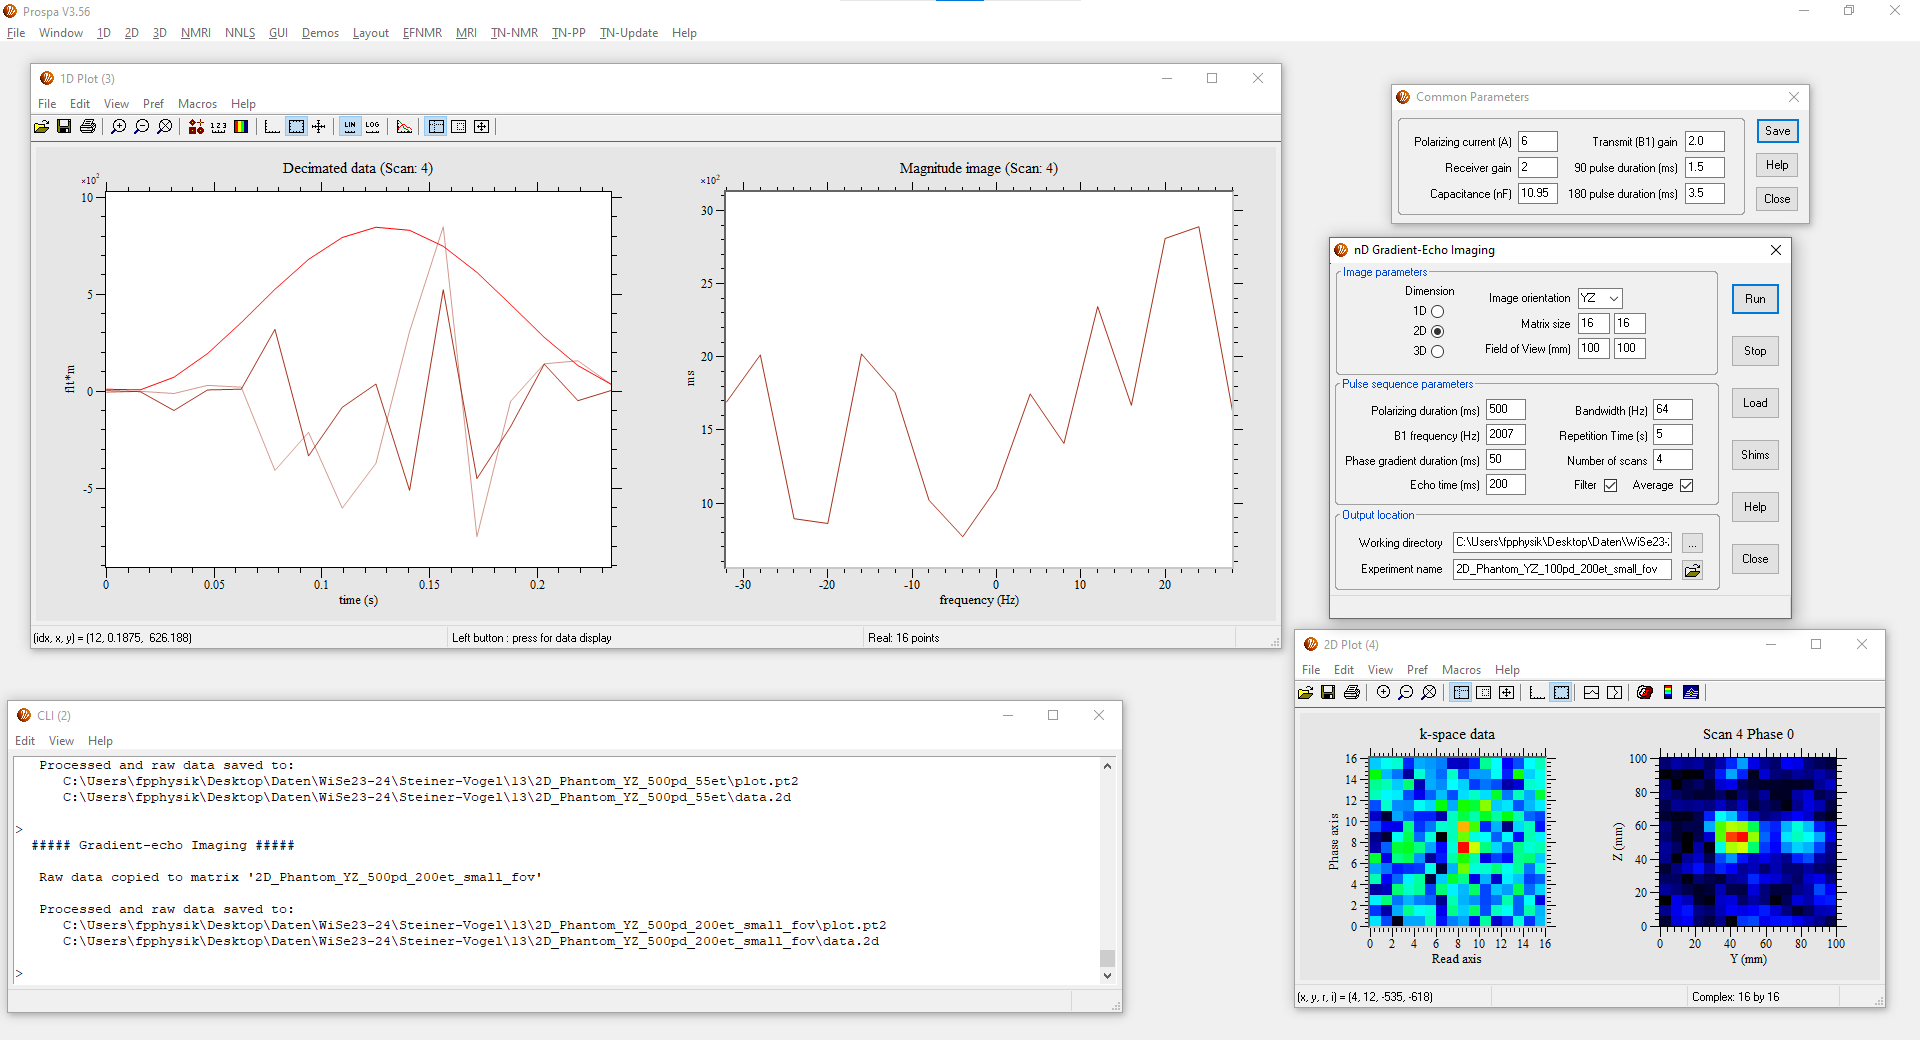 Prospa V3.56
File Window 1D 2D 3D NMRI NNLS GUI Demos Layout EFNMR MRI TN-NMR TN-PP TN-Update Help
1D Plot (3)
File Edit View Pref Macros Help
1 2 3 LIN LOG
Decimated data (Scan: 4)
×10²
10
5
0
-5
flt*m
0 0.05 0.1 0.15 0.2
time (s)
Magnitude image (Scan: 4)
×10²
30
25
20
15
10
ms
-30 -20 -10 0 10 20
frequency (Hz)
(idx, x, y) = (12, 0.1875, 626.188)
Left button : press for data display
Real: 16 points
Common Parameters
Polarizing current (A) 6 Transmit (B1) gain 2.0 Save
Receiver gain 2 90 pulse duration (ms) 1.5 Help
Capacitance (nF) 10.95 180 pulse duration (ms) 3.5 Close
nD Gradient-Echo Imaging
Image parameters
Dimension
1D
2D
3D
Image orientation YZ
Matrix size 16 16
Field of View (mm) 100 100
Pulse sequence parameters
Polarizing duration (ms) 500 Bandwidth (Hz) 64
B1 frequency (Hz) 2007 Repetition Time (s) 5
Phase gradient duration (ms) 50 Number of scans 4
Echo time (ms) 200 Filter Average
Output location
Working directory C:\Users\fpphysik\Desktop\Daten\WiSe23-: ...
Experiment name 2D_Phantom_YZ_100pd_200et_small_fov
Run
Stop
Load
Shims
Help
Close
CLI (2)
Edit View Help
Processed and raw data saved to:
C:\Users\fpphysik\Desktop\Daten\WiSe23-24\Steiner-Vogel\13\2D_Phantom_YZ_500pd_55et\plot.pt2
C:\Users\fpphysik\Desktop\Daten\WiSe23-24\Steiner-Vogel\13\2D_Phantom_YZ_500pd_55et\data.2d
>
##### Gradient-echo Imaging #####
Raw data copied to matrix '2D_Phantom_YZ_500pd_200et_small_fov'
Processed and raw data saved to:
C:\Users\fpphysik\Desktop\Daten\WiSe23-24\Steiner-Vogel\13\2D_Phantom_YZ_500pd_200et_small_fov\plot.pt2
C:\Users\fpphysik\Desktop\Daten\WiSe23-24\Steiner-Vogel\13\2D_Phantom_YZ_500pd_200et_small_fov\data.2d
>
2D Plot (4)
File Edit View Pref Macros Help
k-space data
16
14
12
10
8
6
4
2
0
Phase axis
0 2 4 6 8 10 12 14 16
Read axis
Scan 4 Phase 0
100
80
60
40
20
0
Z (mm)
0 20 40 60 80 100
Y (mm)
(x, y, r, i) = (4, 12, -535, -618)
Complex: 16 by 16